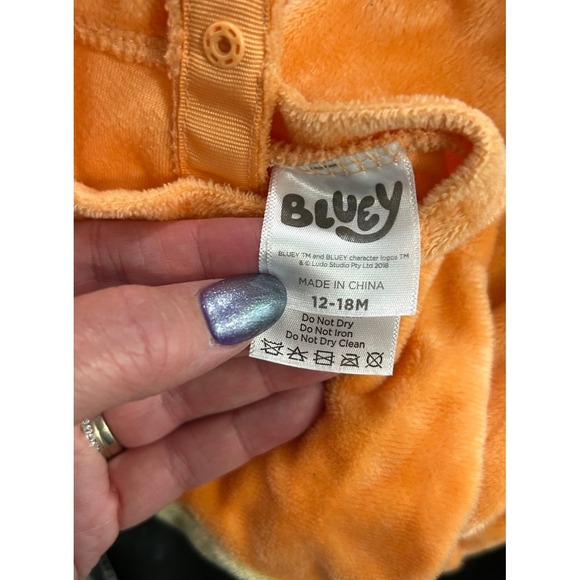 BLUEY
BLUEY TM and BLUEY character logos TM
& © Ludo Studio Pty Ltd 2018
MADE IN CHINA
12-18M
Do Not Dry
Do Not Iron
Do Not Dry Clean